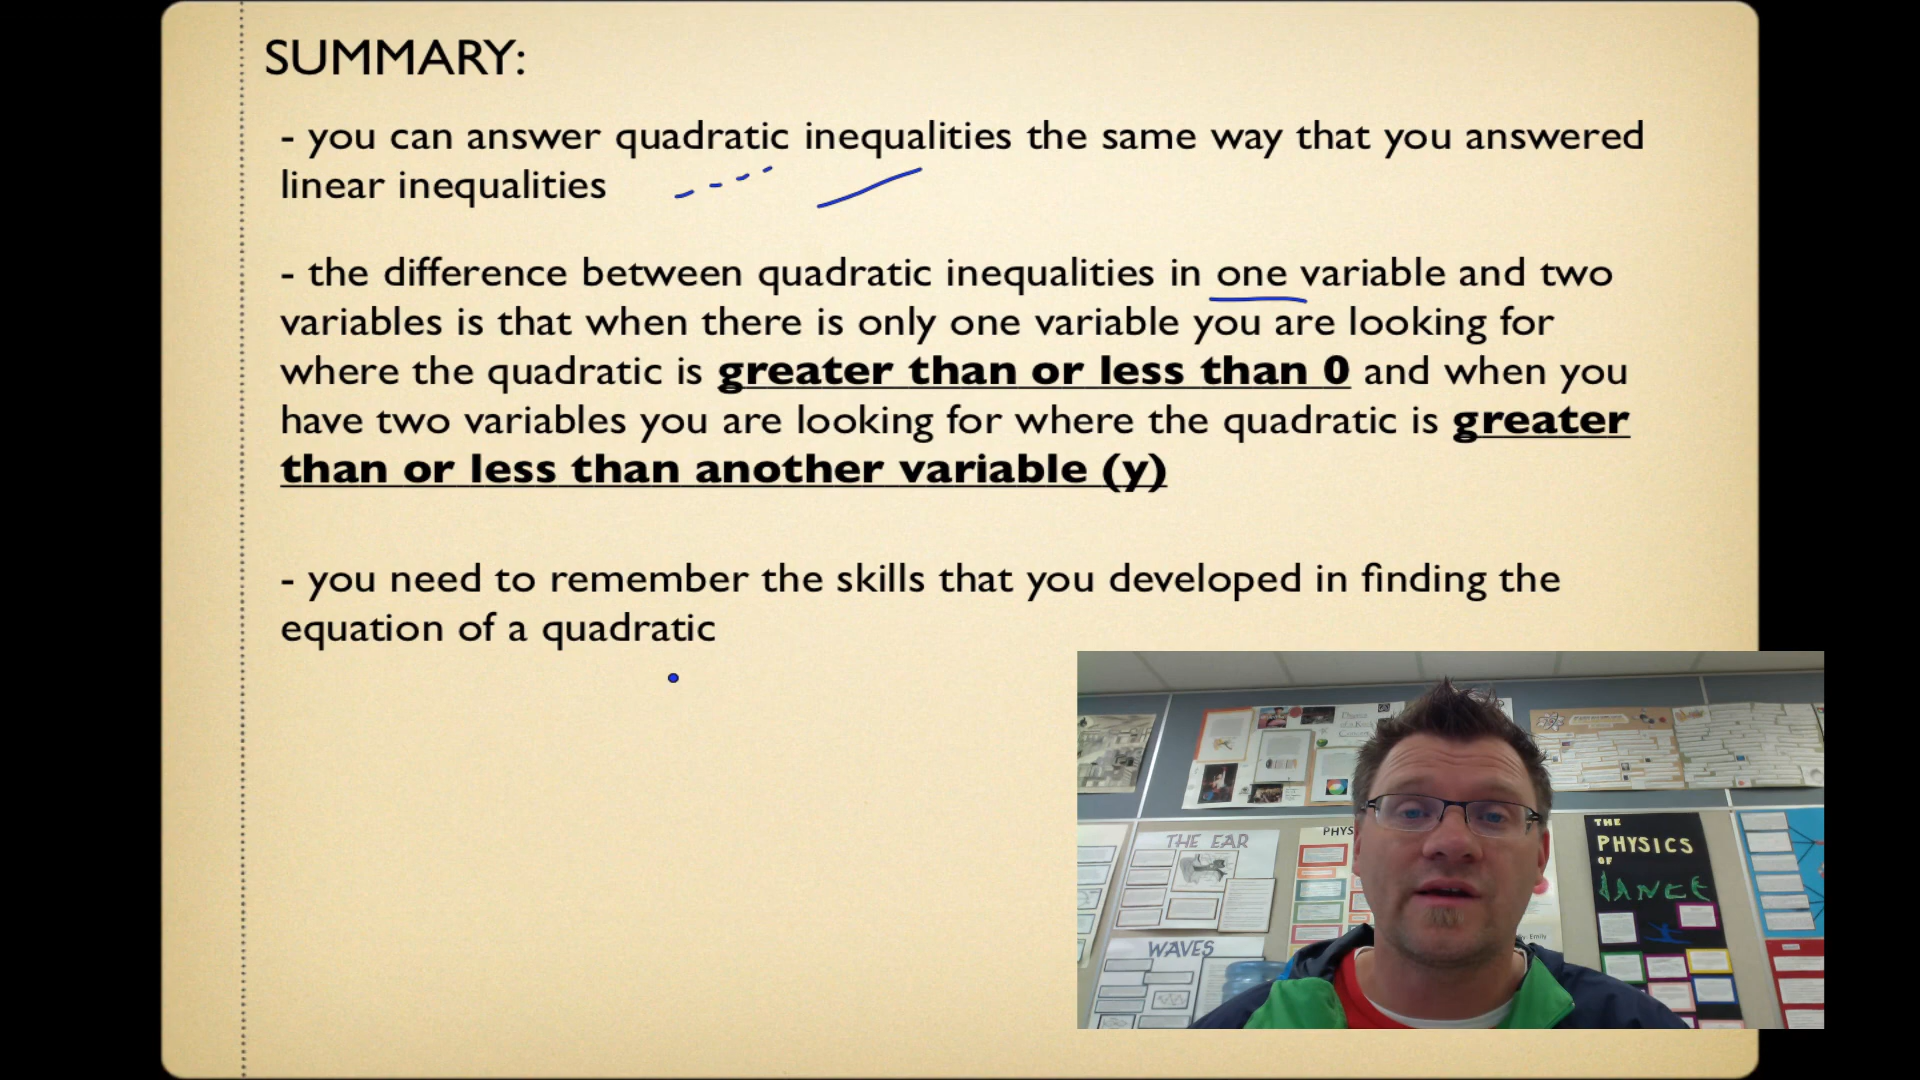 SUMMARY:
- you can answer quadratic inequalities the same way that you answered
linear inequalities
- the difference between quadratic inequalities in one variable and two
variables is that when there is only one variable you are looking for
where the quadratic is greater than or less than 0 and when you
have two variables you are looking for where the quadratic is greater
than or less than another variable (y)
- you need to remember the skills that you developed in finding the
equation of a quadratic
THE EAR
PHYS
THE
PHYSICS
OF
DANCE
WAVES